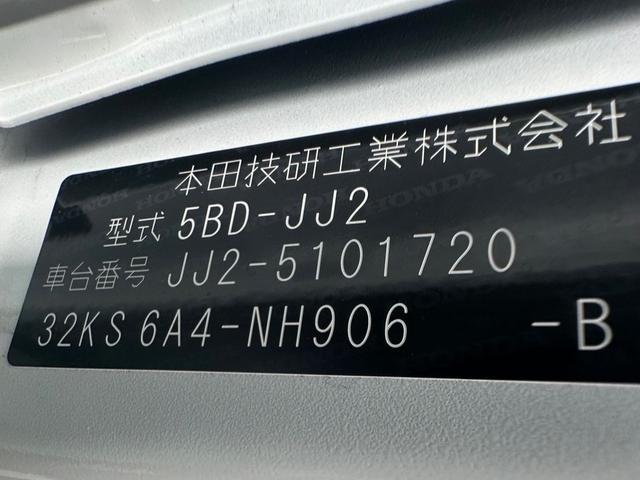 本田技研工業株式会社
型式 5BD-JJ2
車台番号 JJ2-5101720
32KS 6A4-NH906 -B